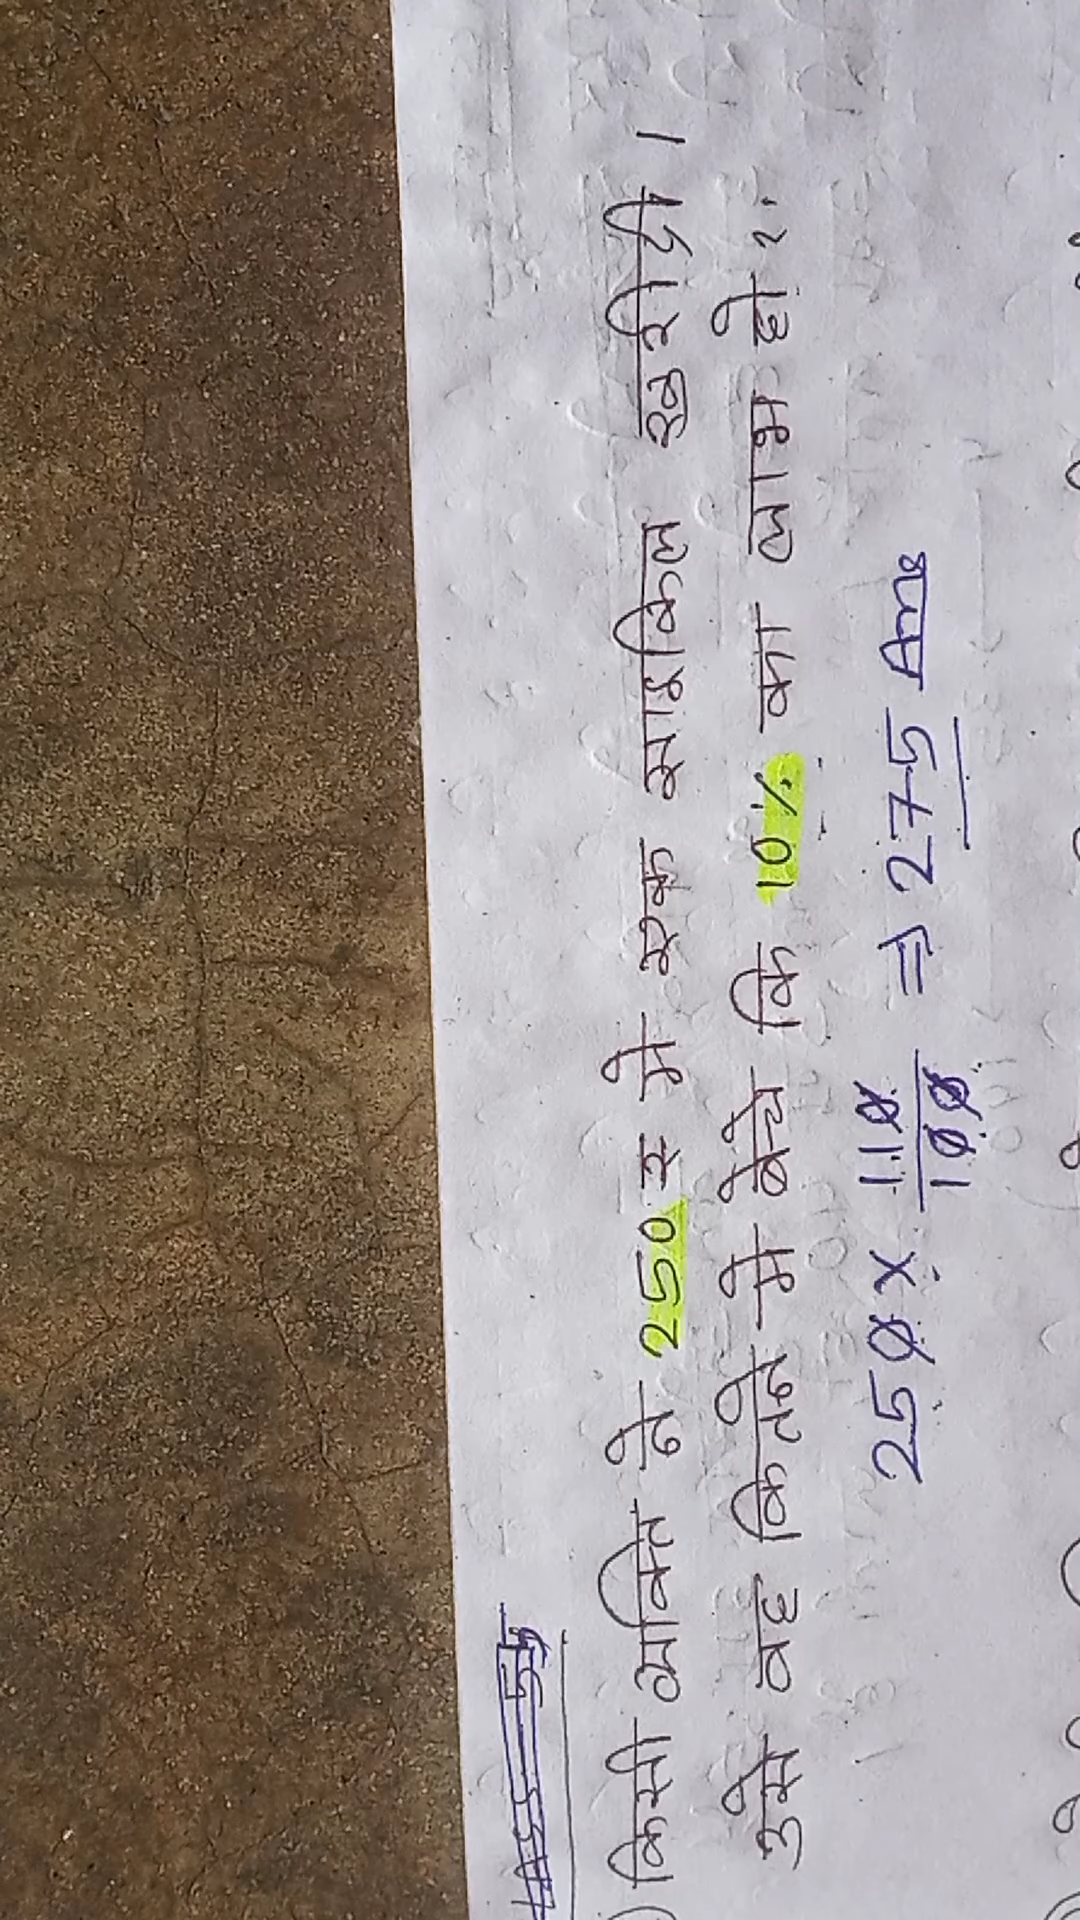 किसी व्यक्ति ने 250 रु में एक साइकिल खरीदी।
उसे वह कितने में बेचे कि 10% का लाभ हो ?
250 × 110/100 ⇒ 275 Ans